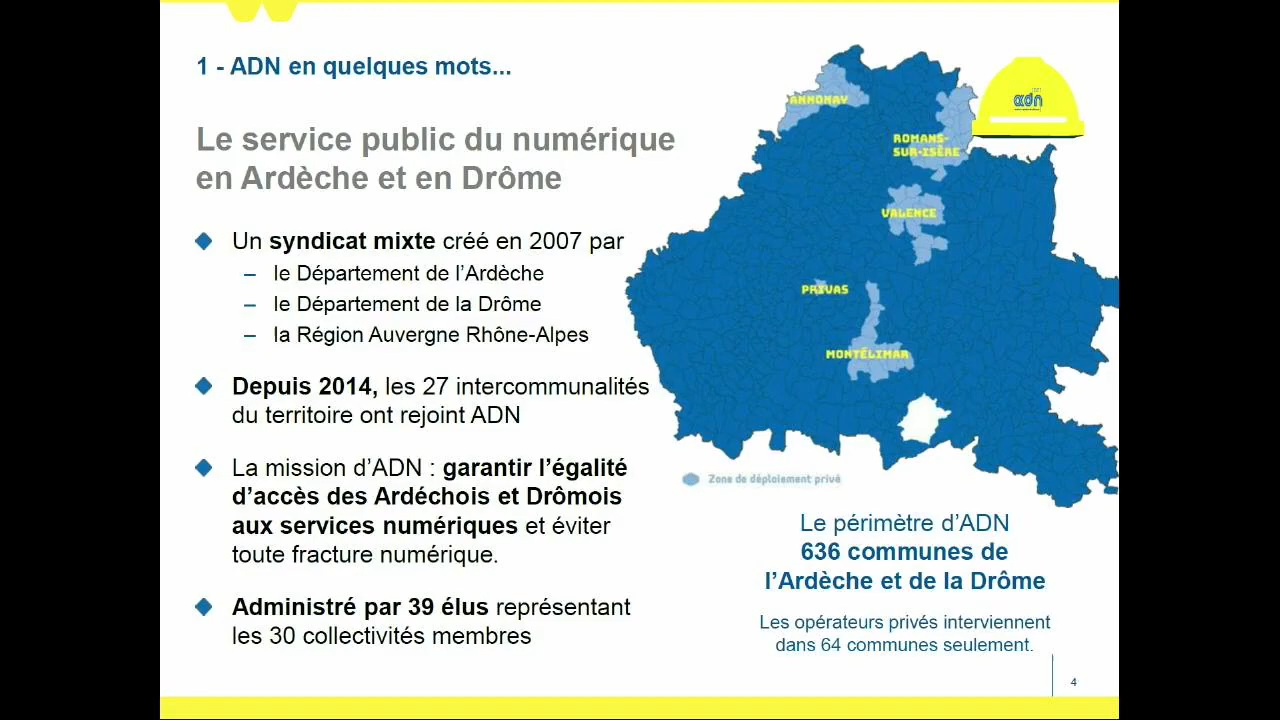 1 - ADN en quelques mots...
Le service public du numérique
en Ardèche et en Drôme
Un syndicat mixte créé en 2007 par
– le Département de l’Ardèche
– le Département de la Drôme
– la Région Auvergne Rhône-Alpes
Depuis 2014, les 27 intercommunalités
du territoire ont rejoint ADN
La mission d’ADN : garantir l’égalité
d’accès des Ardéchois et Drômois
aux services numériques et éviter
toute fracture numérique.
Administré par 39 élus représentant
les 30 collectivités membres
adn
ANNONAY
ROMANS-
SUR-ISÈRE
VALENCE
PRIVAS
MONTÉLIMAR
Zone de déploiement privé
Le périmètre d’ADN
636 communes de
l’Ardèche et de la Drôme
Les opérateurs privés interviennent
dans 64 communes seulement.
4